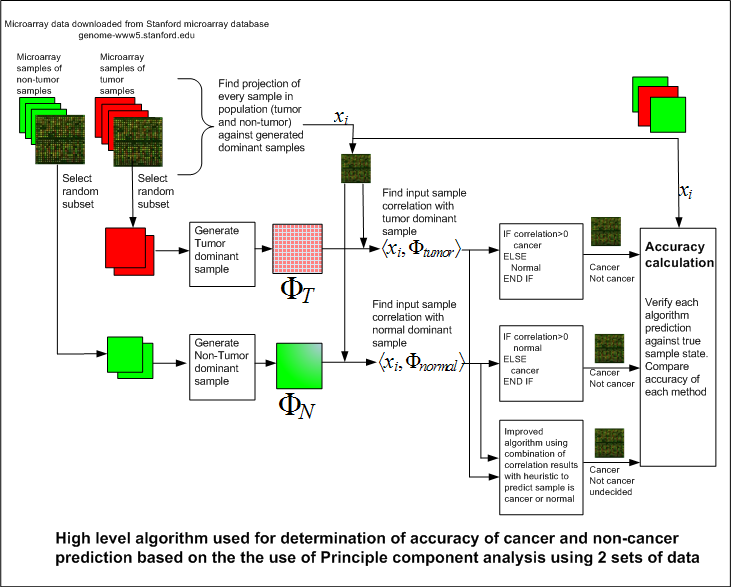 Microarray data downloaded from Stanford microarray database
genome-www5.stanford.edu
Microarray
samples of
non-tumor
samples
Microarray
samples of
tumor
samples
Find projection of
every sample in
population (tumor
and non-tumor)
against generated
dominant samples
x_i
x_i
Select
random
subset
Select
random
subset
Generate
Tumor
dominant
sample
Φ_T
Find input sample
correlation with
tumor dominant
sample
⟨x_i, Φ_tumor⟩
IF correlation>0
cancer
ELSE
Normal
END IF
Cancer
Not cancer
Accuracy
calculation
Verify each
algorithm
prediction
against true
sample state.
Compare
accuracy of
each method
Generate
Non-Tumor
dominant
sample
Φ_N
Find input sample
correlation with
normal dominant
sample
⟨x_i, Φ_normal⟩
IF correlation>0
normal
ELSE
cancer
END IF
Cancer
Not cancer
Improved
algorithm using
combination of
correlation results
with heuristic to
predict sample is
cancer or normal
Cancer
Not cancer
undecided
High level algorithm used for determination of accuracy of cancer and non-cancer
prediction based on the the use of Principle component analysis using 2 sets of data